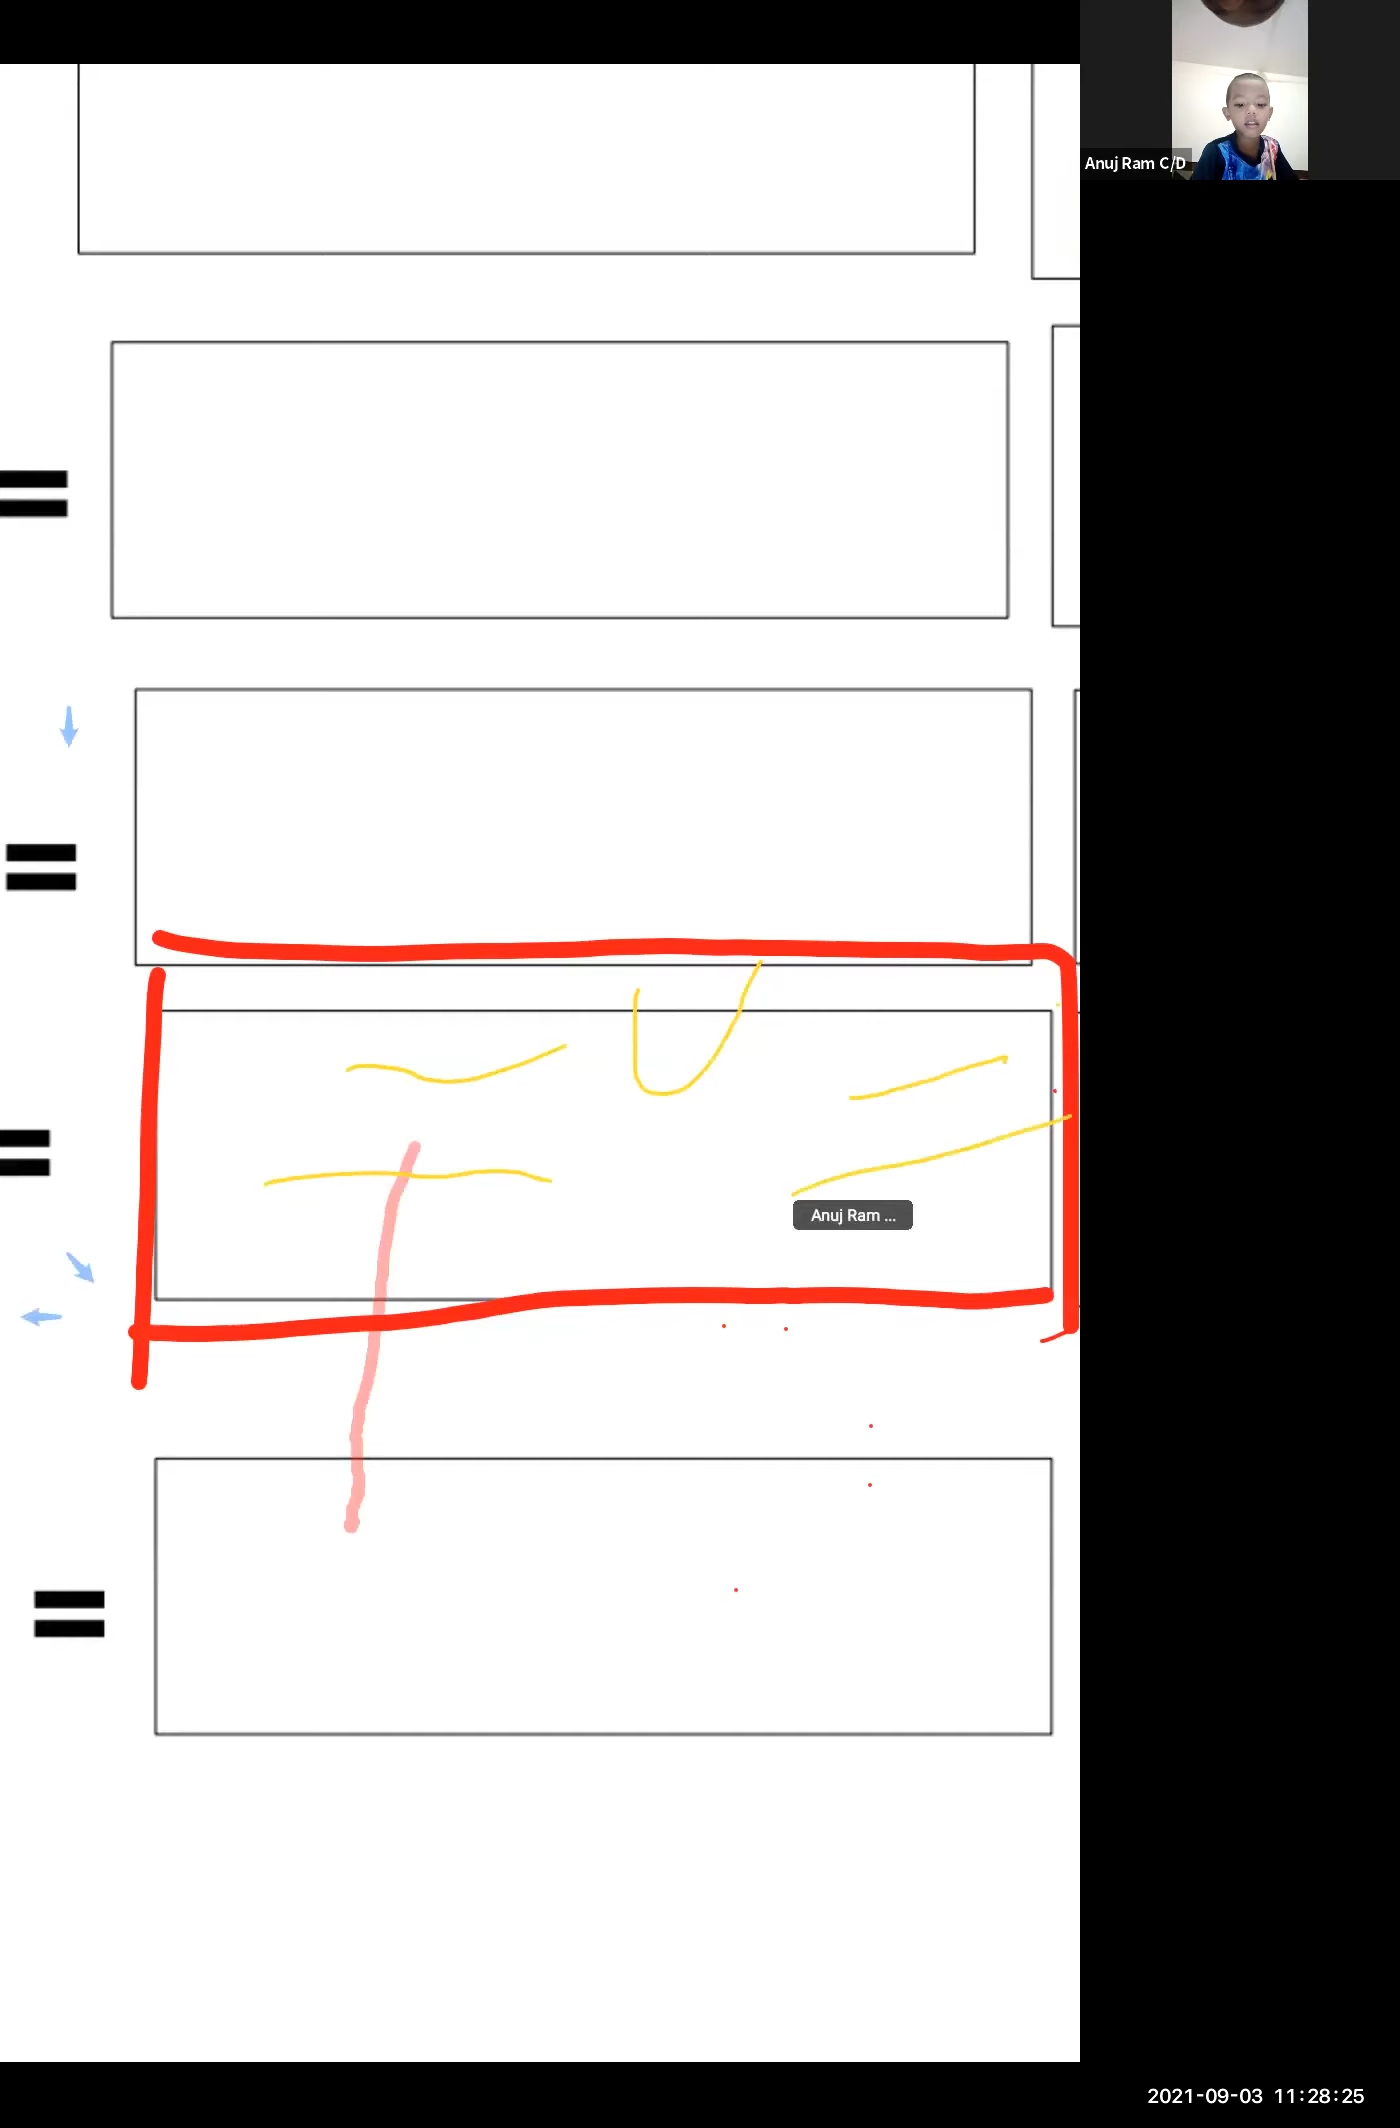 Anuj Ram C/D
=
=
=
Anuj Ram ...
=
2021-09-03 11:28:25